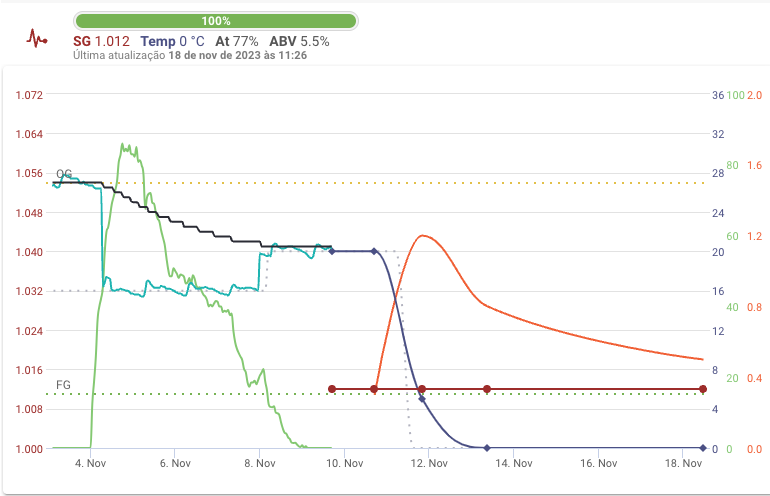 100%
SG 1.012 Temp 0 °C At 77% ABV 5.5%
Última atualização 18 de nov de 2023 às 11:26
1.072 36 100 2.0
1.064 32
80 1.6
1.056 OG 28
1.048 24
60 1.2
1.040 20
1.032 16
40 0.8
1.024 12
1.016 8
FG 20 0.4
1.008 4
1.000 0 0 0.0
4. Nov 6. Nov 8. Nov 10. Nov 12. Nov 14. Nov 16. Nov 18. Nov